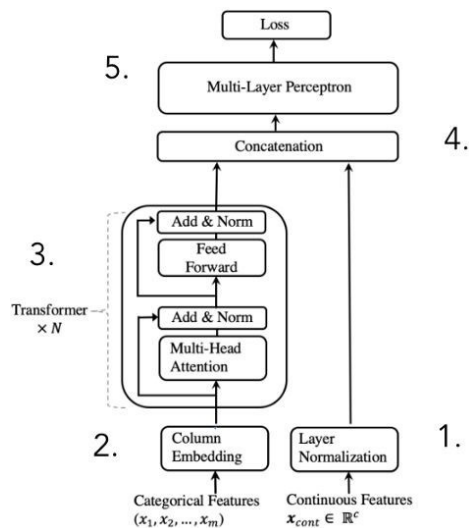 Loss
5.
Multi-Layer Perceptron
4.
Concatenation
Add & Norm
3.
Feed
Forward
Transformer
× N
Add & Norm
Multi-Head
Attention
2.
Column
Embedding
Layer
Normalization
1.
Categorical Features
(x₁, x₂, ..., xₘ)
Continuous Features
x_cont ∈ ℝᶜ